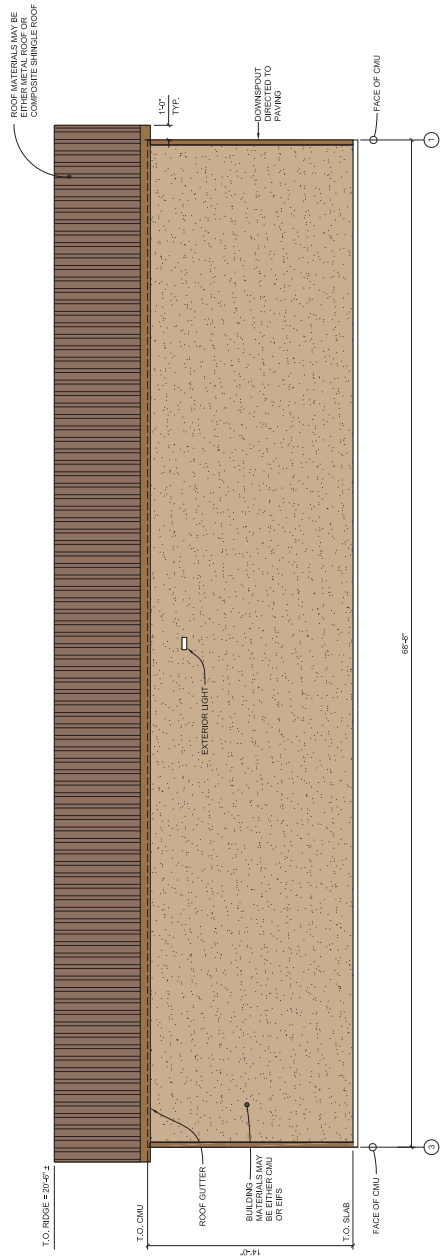 ROOF MATERIALS MAY BE
EITHER METAL ROOF OR
COMPOSITE SHINGLE ROOF
T.O. RIDGE = 20'-6" ±
1'-0"
TYP.
T.O. CMU
ROOF GUTTER
EXTERIOR LIGHT
DOWNSPOUT
DIRECTED TO
PAVING
BUILDING
MATERIALS MAY
BE EITHER CMU
OR EIFS
14'-0"
T.O. SLAB
FACE OF CMU
FACE OF CMU
68'-8"
3
1